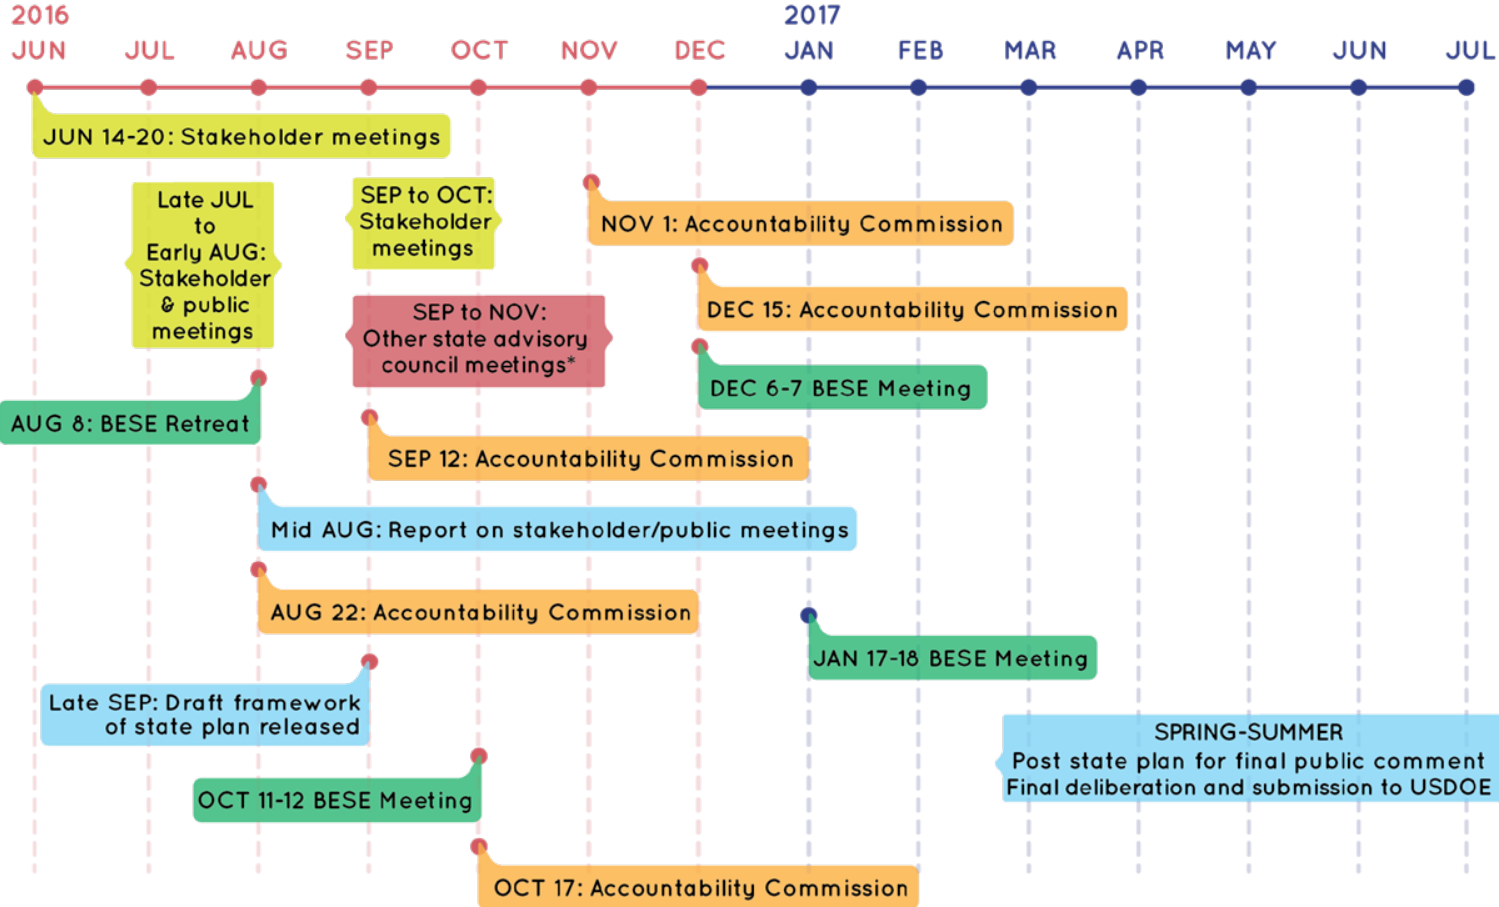 2016
2017
JUN JUL AUG SEP OCT NOV DEC JAN FEB MAR APR MAY JUN JUL
JUN 14-20: Stakeholder meetings
Late JUL
to
Early AUG:
Stakeholder
& public
meetings
SEP to OCT:
Stakeholder
meetings
NOV 1: Accountability Commission
DEC 15: Accountability Commission
SEP to NOV:
Other state advisory
council meetings*
DEC 6-7 BESE Meeting
AUG 8: BESE Retreat
SEP 12: Accountability Commission
Mid AUG: Report on stakeholder/public meetings
AUG 22: Accountability Commission
JAN 17-18 BESE Meeting
Late SEP: Draft framework
of state plan released
SPRING-SUMMER
Post state plan for final public comment
Final deliberation and submission to USDOE
OCT 11-12 BESE Meeting
OCT 17: Accountability Commission